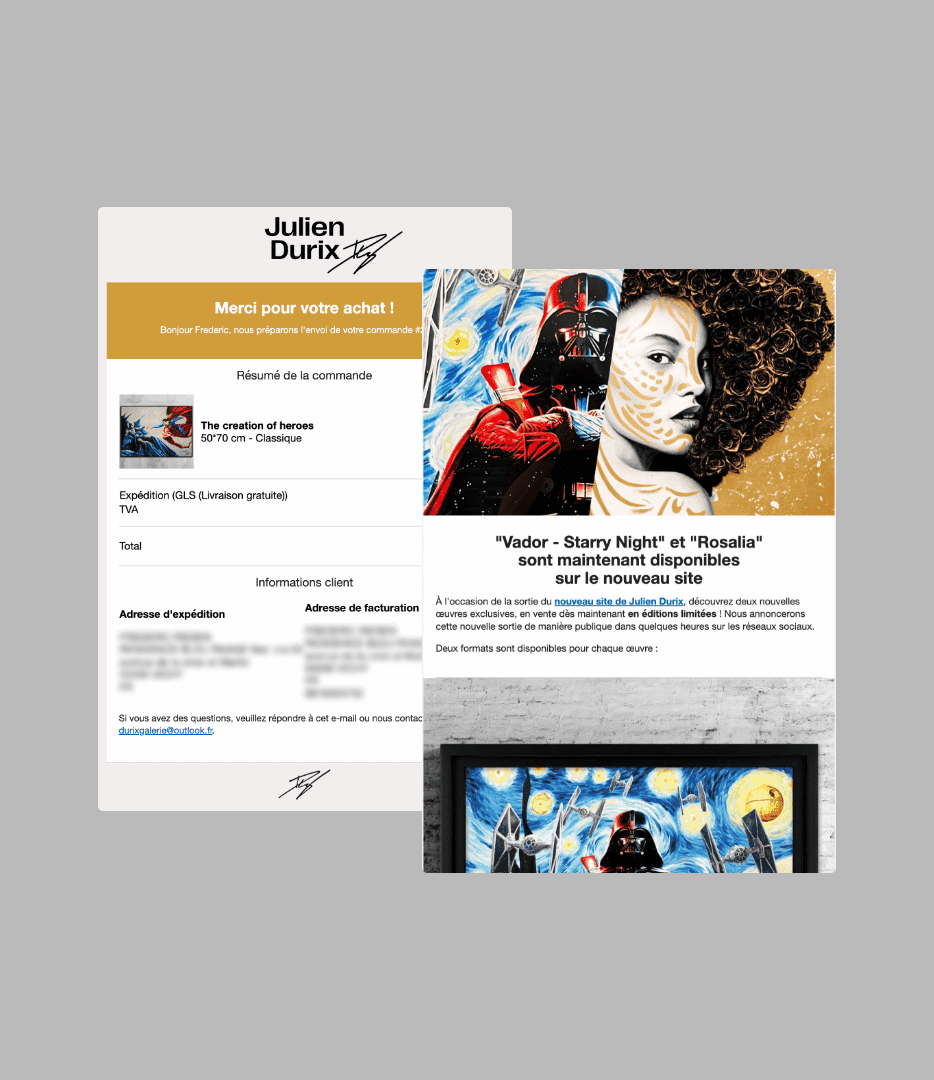 Julien
Durix
Merci pour votre achat !
Bonjour Frederic, nous préparons l'envoi de votre commande #
Résumé de la commande
The creation of heroes
50*70 cm - Classique
Expédition (GLS (Livraison gratuite))
TVA
Total
Informations client
Adresse d'expédition
Adresse de facturation
Si vous avez des questions, veuillez répondre à cet e-mail ou nous contac
durixgalerie@outlook.fr.
"Vador - Starry Night" et "Rosalia"
sont maintenant disponibles
sur le nouveau site
À l'occasion de la sortie du nouveau site de Julien Durix, découvrez deux nouvelles
œuvres exclusives, en vente dès maintenant en éditions limitées ! Nous annoncerons
cette nouvelle sortie de manière publique dans quelques heures sur les réseaux sociaux.
Deux formats sont disponibles pour chaque œuvre :